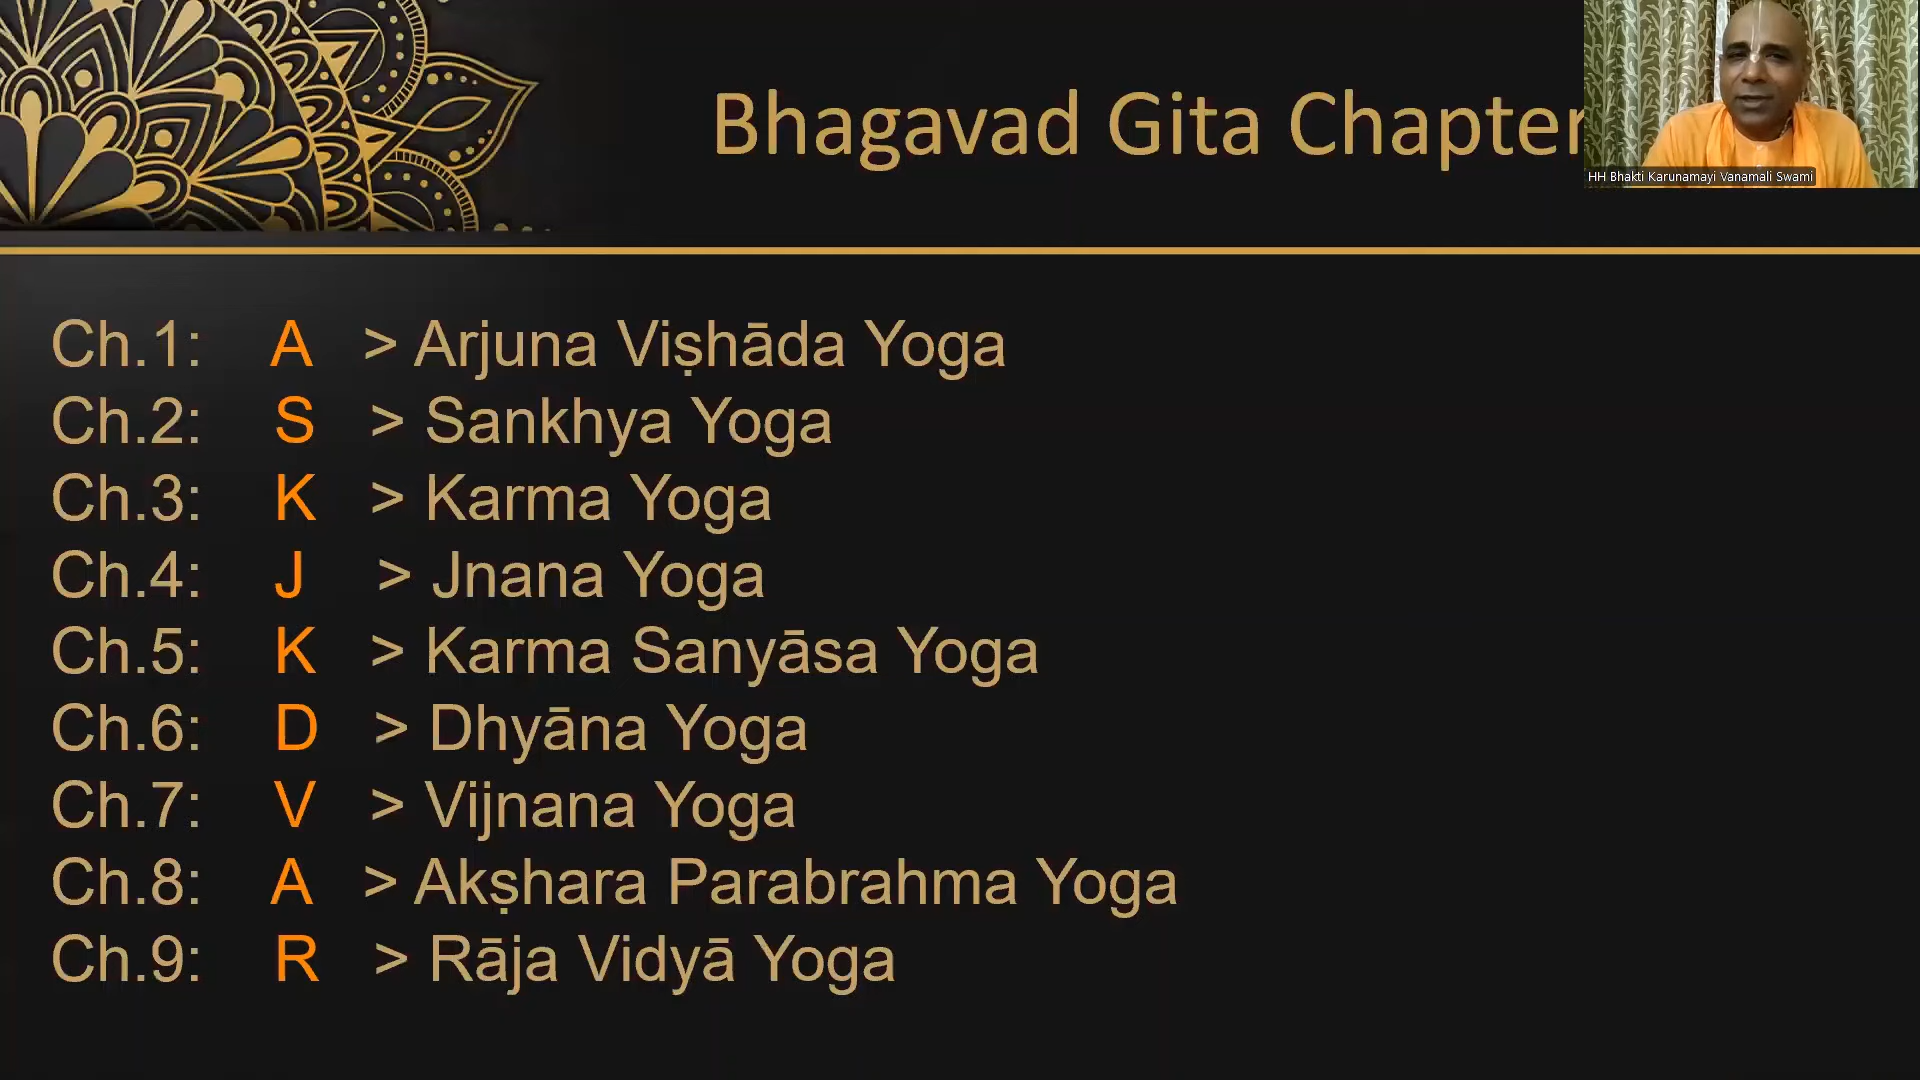 Bhagavad Gita Chapter
HH Bhakti Karunamayi Vanamali Swami
Ch.1: A > Arjuna Viṣhāda Yoga
Ch.2: S > Sankhya Yoga
Ch.3: K > Karma Yoga
Ch.4: J > Jnana Yoga
Ch.5: K > Karma Sanyāsa Yoga
Ch.6: D > Dhyāna Yoga
Ch.7: V > Vijnana Yoga
Ch.8: A > Akṣhara Parabrahma Yoga
Ch.9: R > Rāja Vidyā Yoga